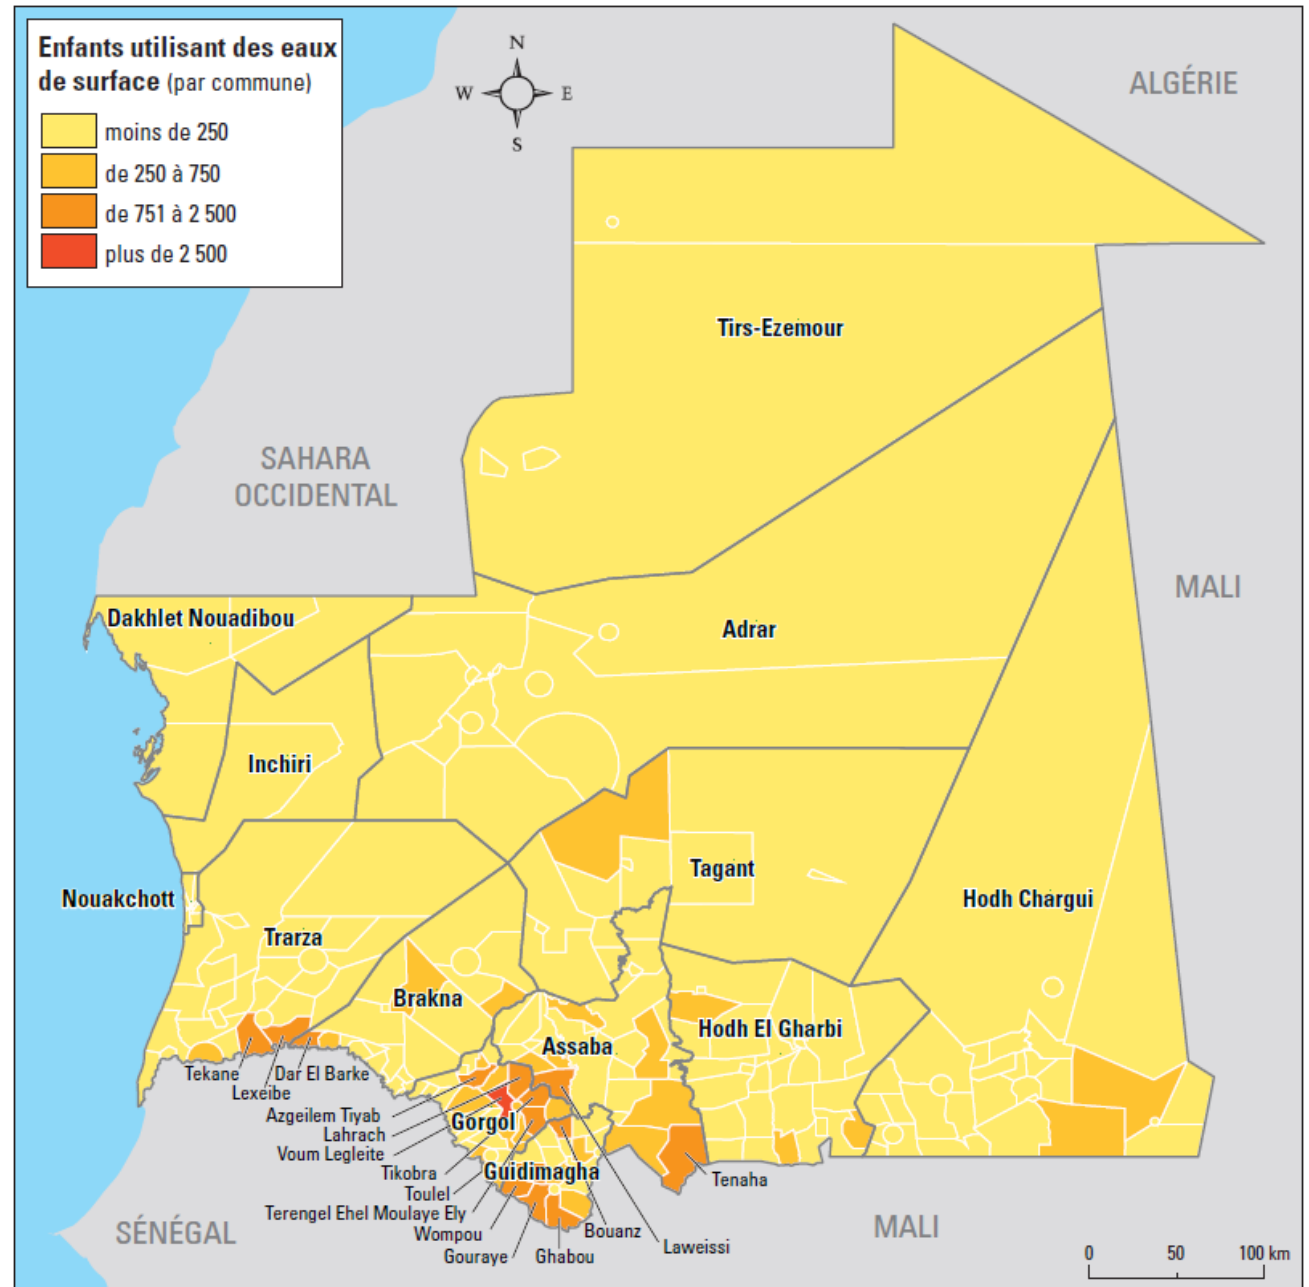 Enfants utilisant des eaux
de surface (par commune)
moins de 250
de 250 à 750
de 751 à 2 500
plus de 2 500
N
W
E
S
ALGÉRIE
Tirs-Ezemour
SAHARA
OCCIDENTAL
MALI
Dakhlet Nouadibou
Adrar
Inchiri
Tagant
Nouakchott
Hodh Chargui
Trarza
Brakna
Hodh El Gharbi
Assaba
Tekane
Dar El Barke
Lexeibe
Azgeilem Tiyab
Lahrach
Gorgol
Voum Legleite
Tikobra
Guidimagha
Tenaha
Toulel
Terengel Ehel Moulaye Ely
Wompou
Bouanz
Laweissi
Gouraye
Ghabou
SÉNÉGAL
MALI
0 50 100 km